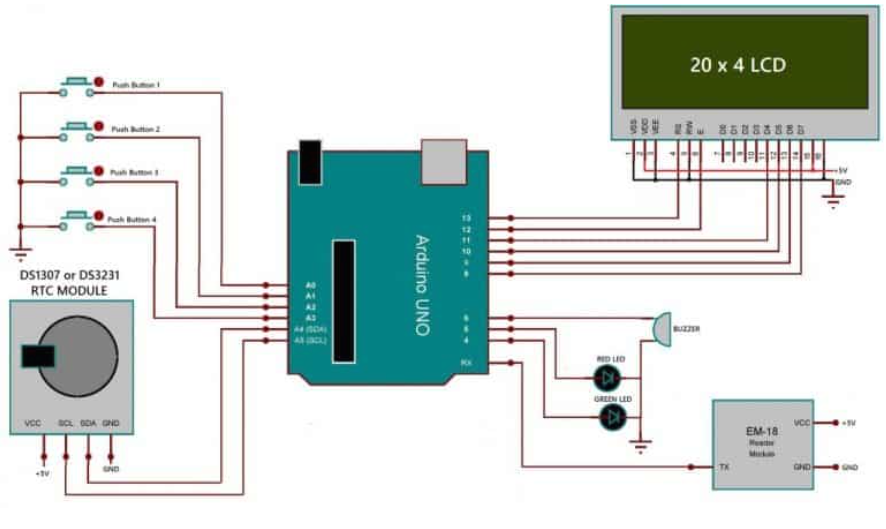 20 x 4 LCD
VSS
VDD
VEE
RS
RW
E
D0
D1
D2
D3
D4
D5
D6
D7
1
2
3
4
5
6
7
8
9
10
11
12
13
14
15
16
+5V
GND
Push Button 1
Push Button 2
Push Button 3
Push Button 4
DS1307 or DS3231
RTC MODULE
VCC
SCL
SDA
GND
+5V
GND
Arduino UNO
A0
A1
A2
A3
A4 (SDA)
A5 (SCL)
13
12
11
10
9
8
6
5
4
RX
BUZZER
RED LED
GREEN LED
EM-18
Reader
Module
VCC
GND
TX
+5V
GND